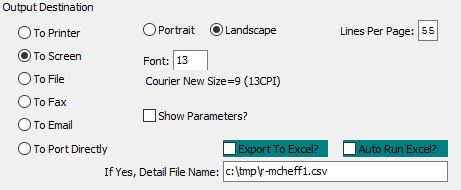 Output Destination
To Printer
Portrait
Landscape
Lines Per Page: 55
To Screen
Font: 13
To File
Courier New Size=9 (13CPI)
To Fax
Show Parameters?
To Email
To Port Directly
Export To Excel?
Auto Run Excel?
If Yes, Detail File Name: c:\tmp\r-mcheff1.csv